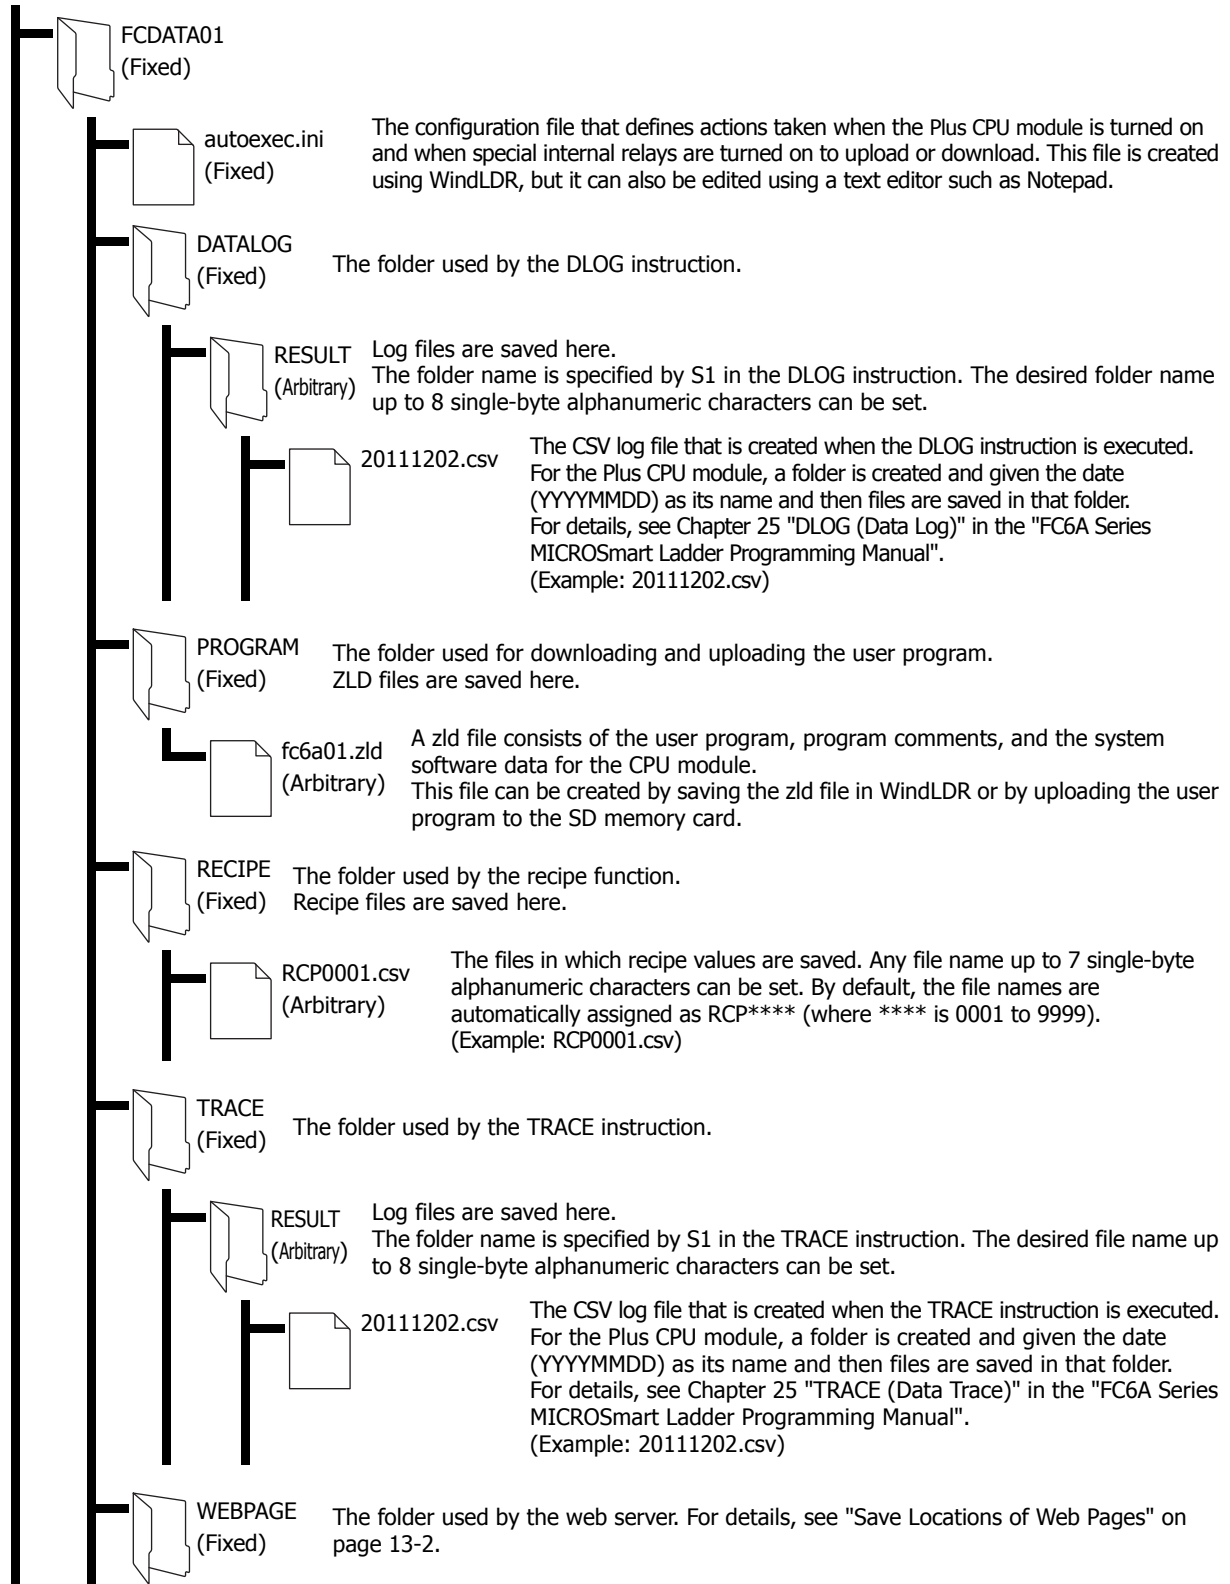 FCDATA01
(Fixed)
autoexec.ini
(Fixed)
The configuration file that defines actions taken when the Plus CPU module is turned on
and when special internal relays are turned on to upload or download. This file is created
using WindLDR, but it can also be edited using a text editor such as Notepad.
DATALOG
(Fixed)
The folder used by the DLOG instruction.
RESULT
(Arbitrary)
Log files are saved here.
The folder name is specified by S1 in the DLOG instruction. The desired folder name
up to 8 single-byte alphanumeric characters can be set.
20111202.csv
The CSV log file that is created when the DLOG instruction is executed.
For the Plus CPU module, a folder is created and given the date
(YYYYMMDD) as its name and then files are saved in that folder.
For details, see Chapter 25 "DLOG (Data Log)" in the "FC6A Series
MICROSmart Ladder Programming Manual".
(Example: 20111202.csv)
PROGRAM
(Fixed)
The folder used for downloading and uploading the user program.
ZLD files are saved here.
fc6a01.zld
(Arbitrary)
A zld file consists of the user program, program comments, and the system
software data for the CPU module.
This file can be created by saving the zld file in WindLDR or by uploading the user
program to the SD memory card.
RECIPE
(Fixed)
The folder used by the recipe function.
Recipe files are saved here.
RCP0001.csv
(Arbitrary)
The files in which recipe values are saved. Any file name up to 7 single-byte
alphanumeric characters can be set. By default, the file names are
automatically assigned as RCP**** (where **** is 0001 to 9999).
(Example: RCP0001.csv)
TRACE
(Fixed)
The folder used by the TRACE instruction.
RESULT
(Arbitrary)
Log files are saved here.
The folder name is specified by S1 in the TRACE instruction. The desired file name up
to 8 single-byte alphanumeric characters can be set.
20111202.csv
The CSV log file that is created when the TRACE instruction is executed.
For the Plus CPU module, a folder is created and given the date
(YYYYMMDD) as its name and then files are saved in that folder.
For details, see Chapter 25 "TRACE (Data Trace)" in the "FC6A Series
MICROSmart Ladder Programming Manual".
(Example: 20111202.csv)
WEBPAGE
(Fixed)
The folder used by the web server. For details, see "Save Locations of Web Pages" on
page 13-2.